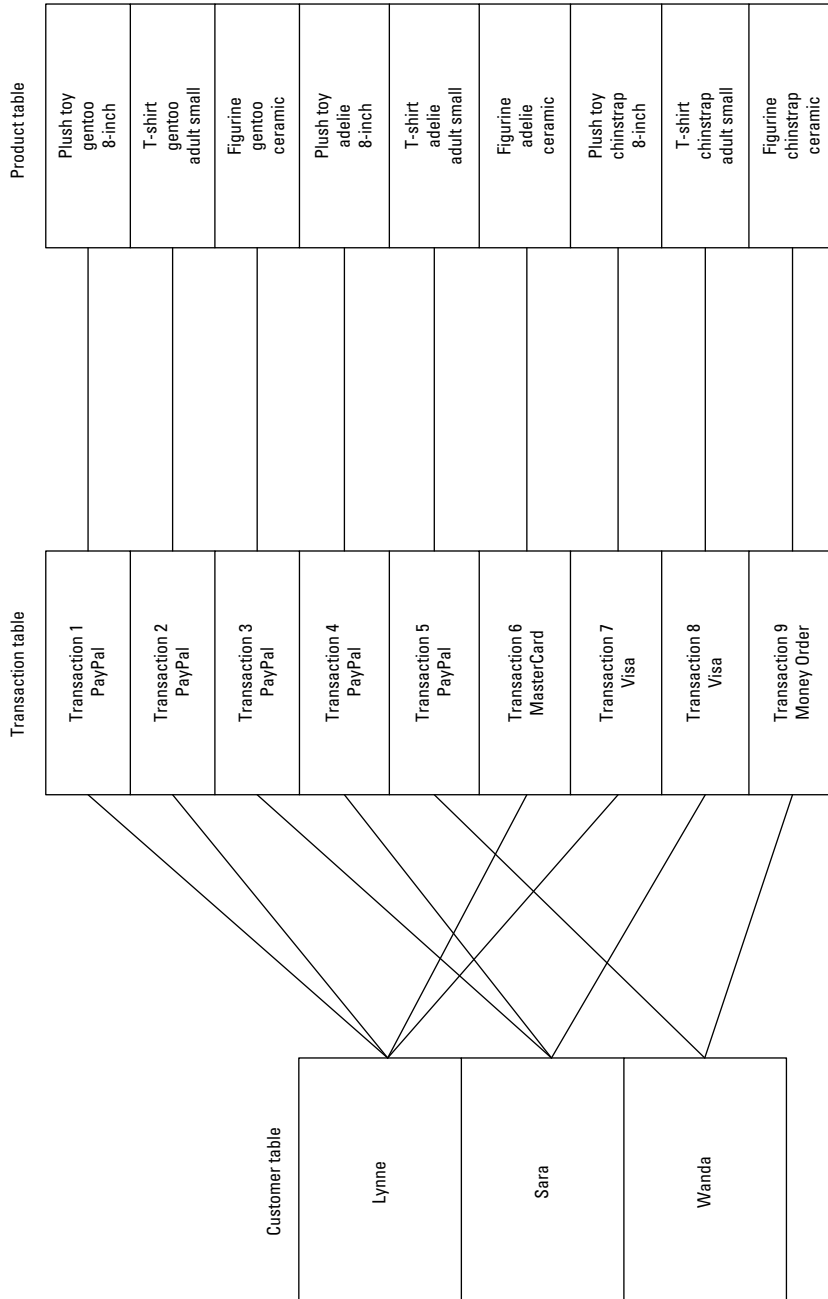 Customer table
Lynne
Sara
Wanda
Transaction table
Transaction 1
PayPal
Transaction 2
PayPal
Transaction 3
PayPal
Transaction 4
PayPal
Transaction 5
PayPal
Transaction 6
MasterCard
Transaction 7
Visa
Transaction 8
Visa
Transaction 9
Money Order
Product table
Plush toy
gentoo
8-inch
T-shirt
gentoo
adult small
Figurine
gentoo
ceramic
Plush toy
adelie
8-inch
T-shirt
adelie
adult small
Figurine
adelie
ceramic
Plush toy
chinstrap
8-inch
T-shirt
chinstrap
adult small
Figurine
chinstrap
ceramic